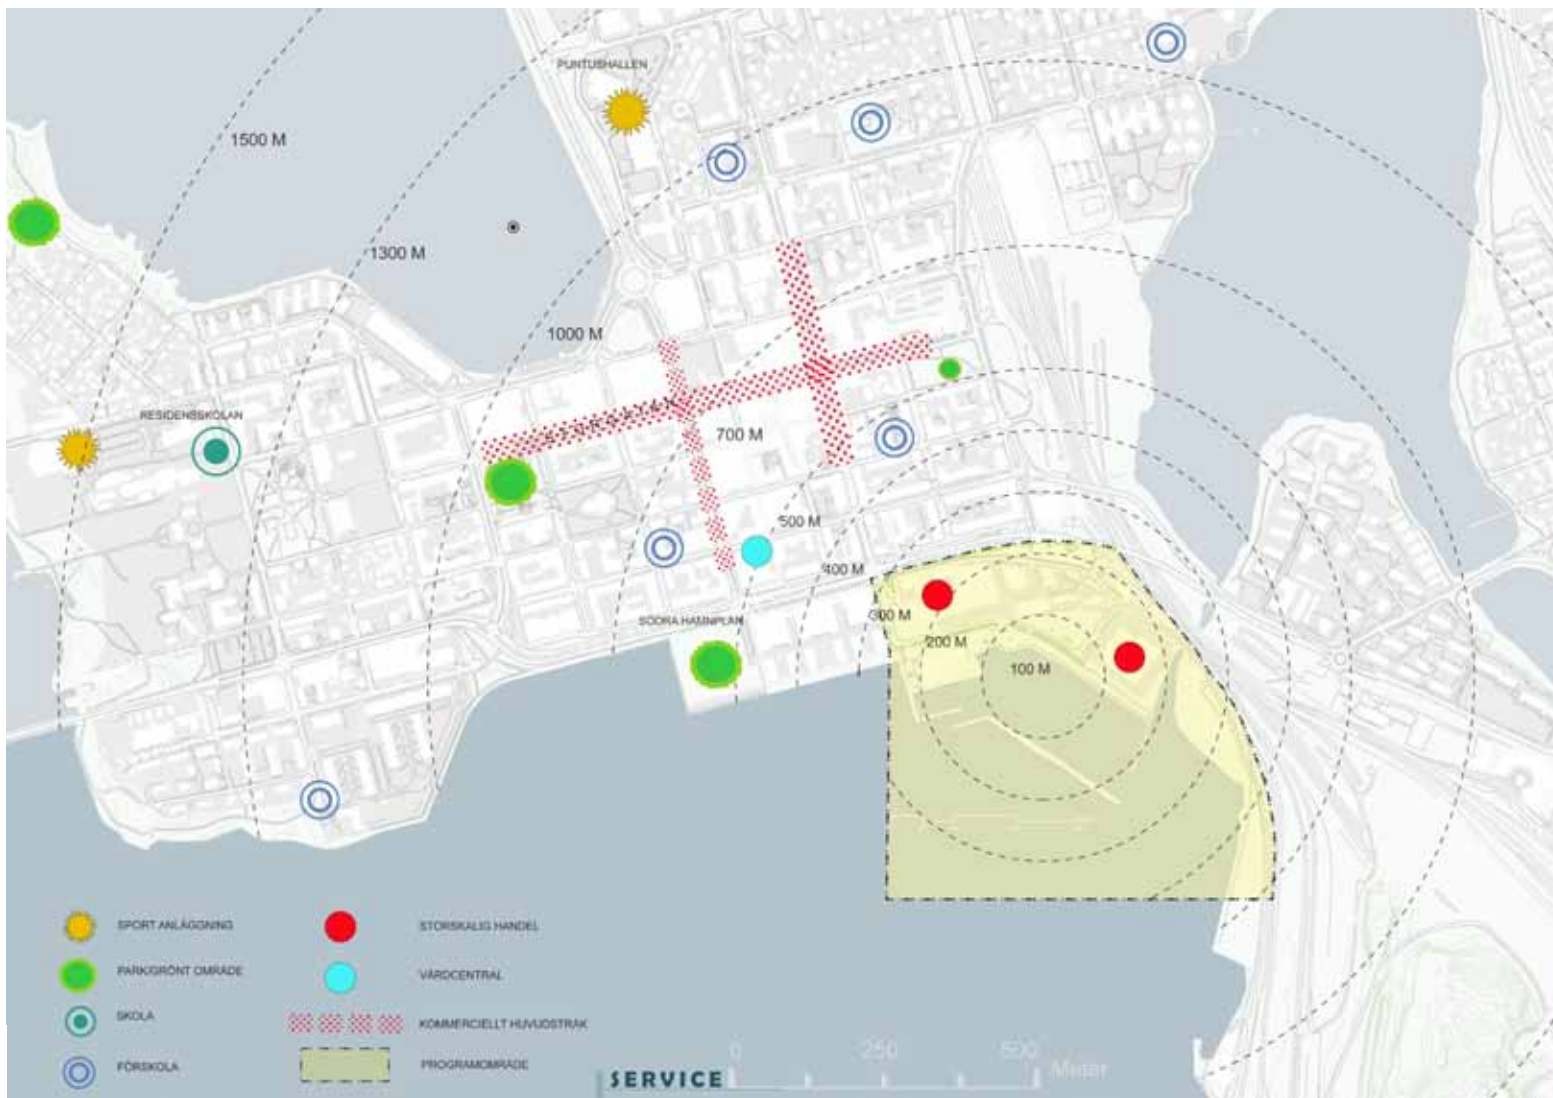 PUNTUSHALLEN
1500 M
1300 M
1000 M
RESIDENSSKOLAN
STORGATAN
700 M
500 M
400 M
SÖDRA HAMNPLAN
300 M
200 M
100 M
SPORT ANLÄGGNING
STORSKALIG HANDEL
PARK/GRÖNT OMRÅDE
VÅRDCENTRAL
SKOLA
KOMMERCIELLT HUVUDSTRÅK
FÖRSKOLA
PROGRAMOMRÅDE
0 250 500
Meter
SERVICE